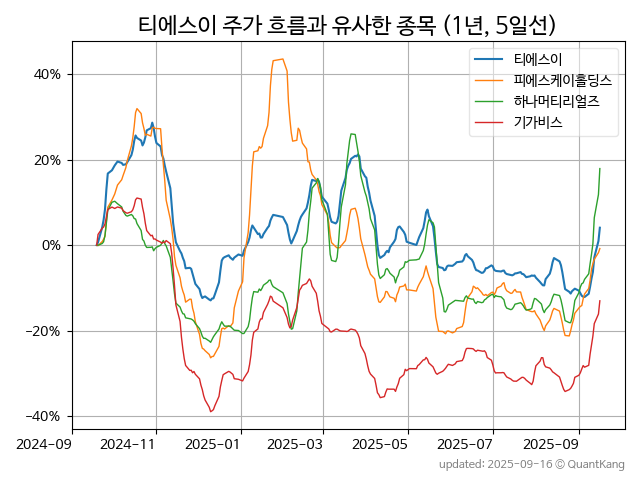 티에스이 주가 흐름과 유사한 종목 (1년, 5일선)
티에스이
피에스케이홀딩스
하나머티리얼즈
기가비스
40%
20%
0%
−20%
−40%
2024-09
2024-11
2025-01
2025-03
2025-05
2025-07
2025-09
updated: 2025-09-16 © QuantKang